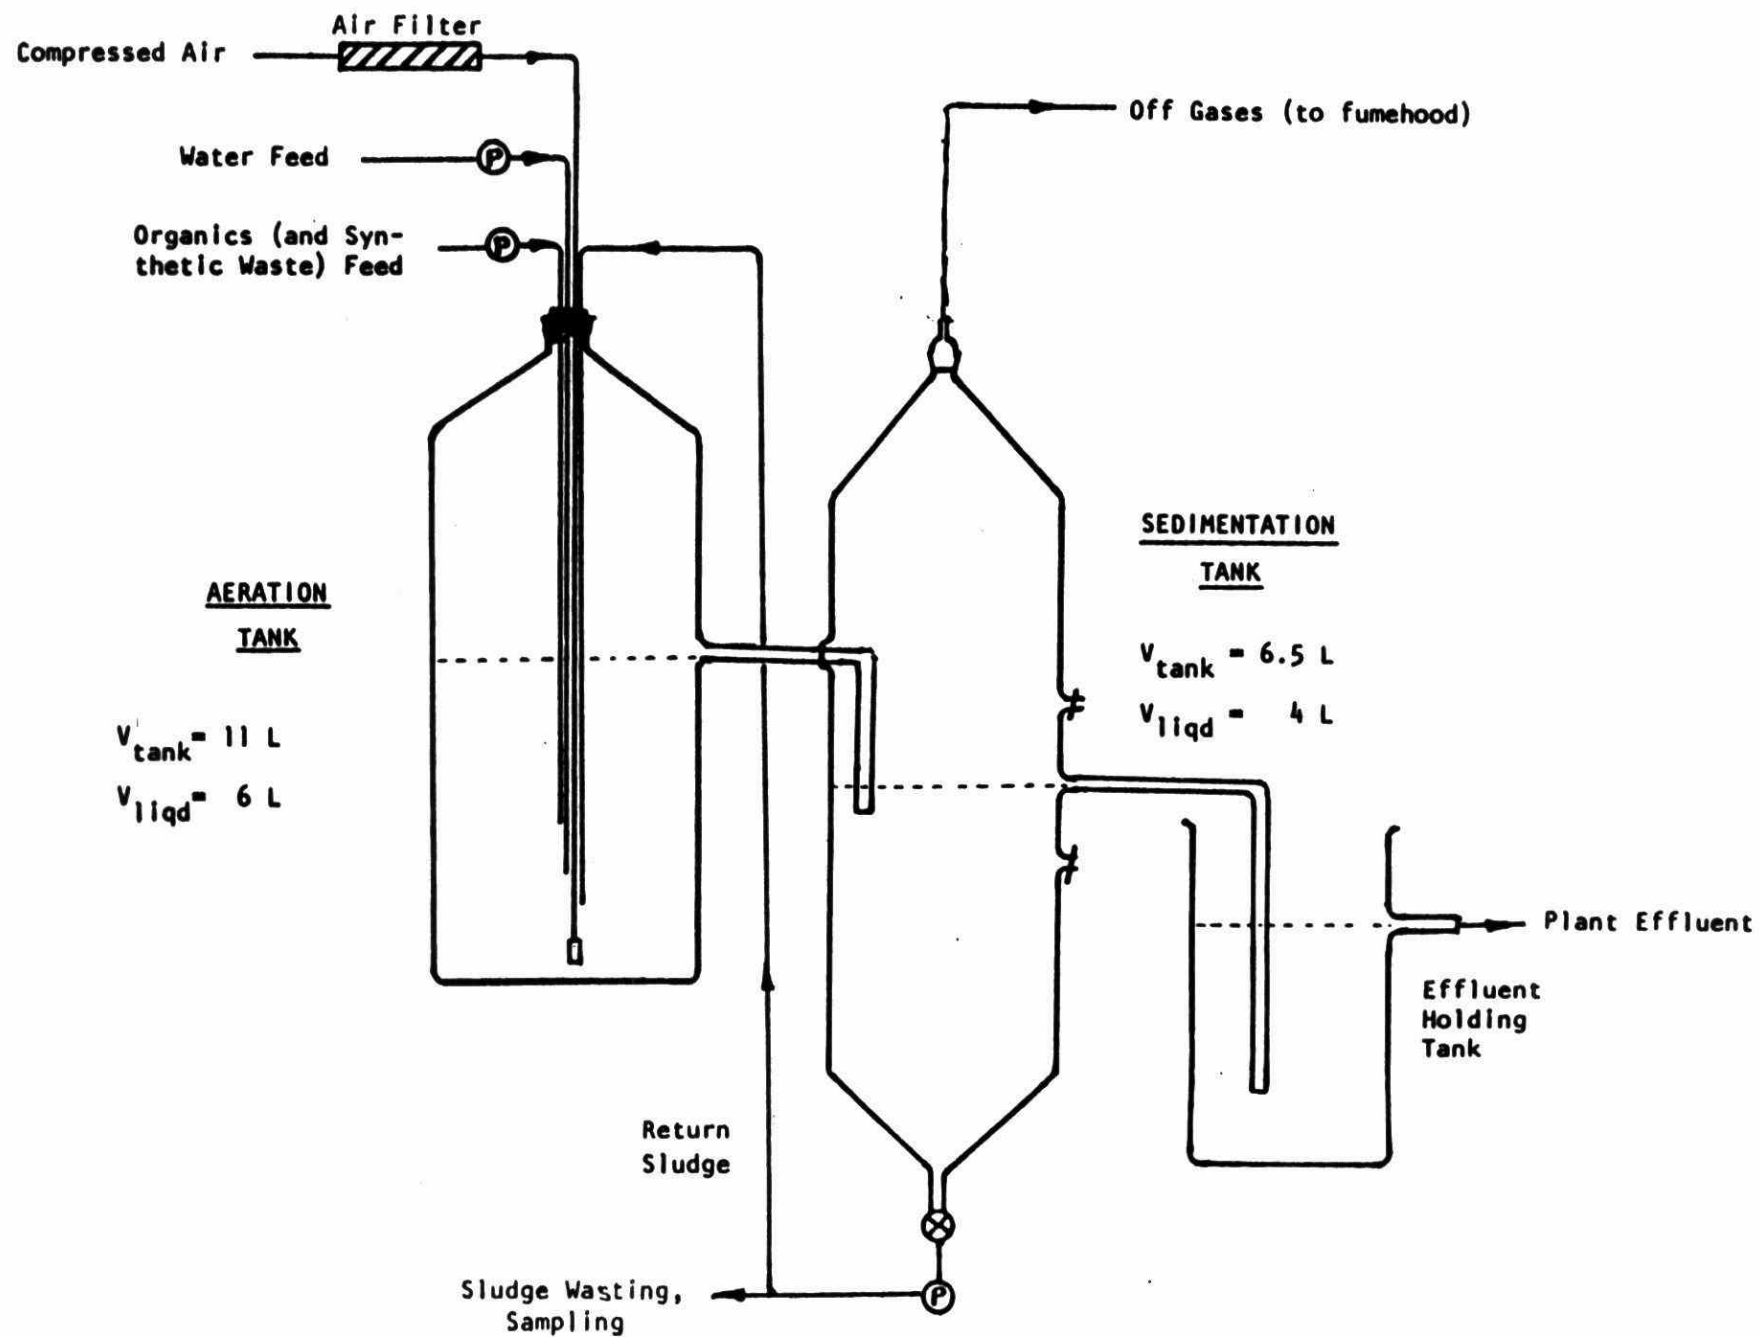 Air Filter
Compressed Air
Off Gases (to fumehood)
Water Feed
P
Organics (and Syn-
thetic Waste) Feed
P
SEDIMENTATION
TANK
V tank = 6.5 L
V liqd = 4 L
AERATION
TANK
V tank = 11 L
V liqd = 6 L
Plant Effluent
Effluent
Holding
Tank
Return
Sludge
Sludge Wasting,
Sampling
P